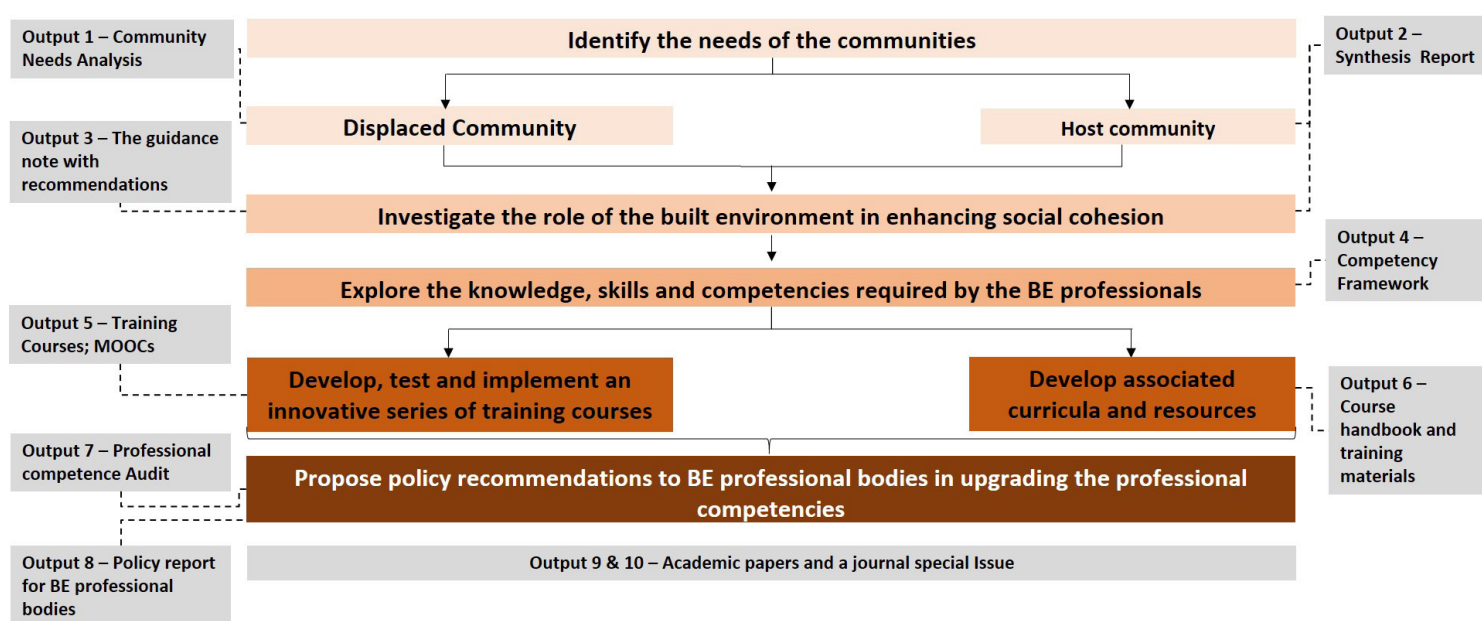 Output 1 – Community
Needs Analysis
Identify the needs of the communities
Output 2 –
Synthesis Report
Displaced Community
Host community
Output 3 – The guidance
note with
recommendations
Investigate the role of the built environment in enhancing social cohesion
Output 4 –
Competency
Framework
Explore the knowledge, skills and competencies required by the BE professionals
Output 5 – Training
Courses; MOOCs
Develop, test and implement an
innovative series of training courses
Develop associated
curricula and resources
Output 6 –
Course
handbook and
training
materials
Output 7 – Professional
competence Audit
Propose policy recommendations to BE professional bodies in upgrading the professional
competencies
Output 8 – Policy report
for BE professional
bodies
Output 9 & 10 – Academic papers and a journal special Issue